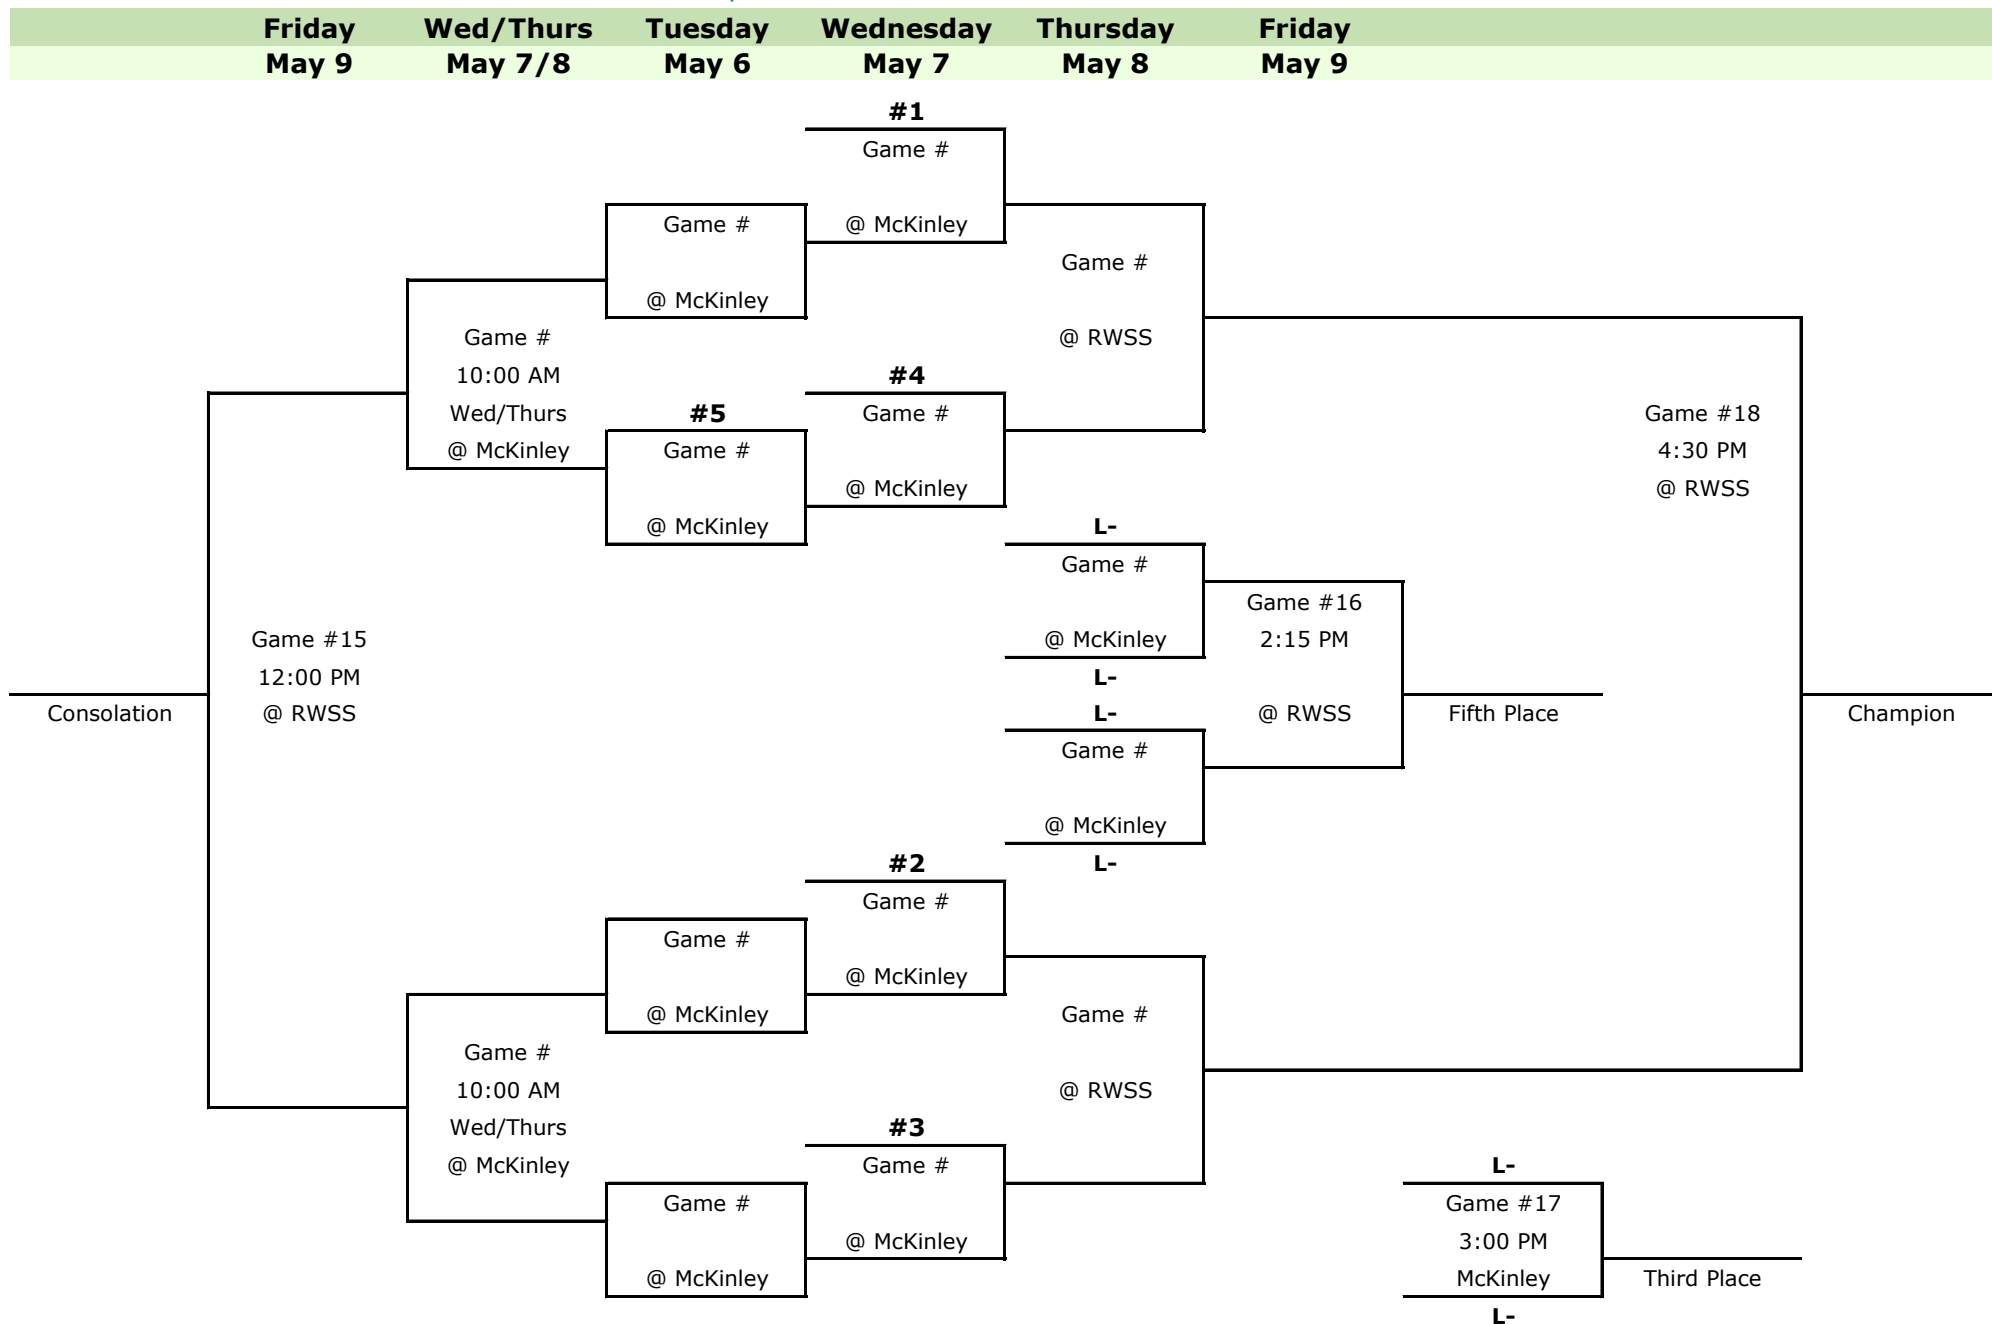 Friday Wed/Thurs Tuesday Wednesday Thursday Friday
May 9 May 7/8 May 6 May 7 May 8 May 9
#1
Game #
Game # @ McKinley
Game #
@ McKinley
Game # @ RWSS
10:00 AM #4
Wed/Thurs #5 Game # Game #18
@ McKinley Game # 4:30 PM
@ McKinley @ RWSS
@ McKinley L-
Game #
Game #16
Game #15 @ McKinley 2:15 PM
12:00 PM L-
Consolation @ RWSS L- @ RWSS Fifth Place Champion
Game #
@ McKinley
#2 L-
Game #
Game #
@ McKinley
@ McKinley Game #
Game #
10:00 AM @ RWSS
Wed/Thurs #3
@ McKinley Game # L-
Game # Game #17
@ McKinley 3:00 PM
@ McKinley McKinley Third Place
L-